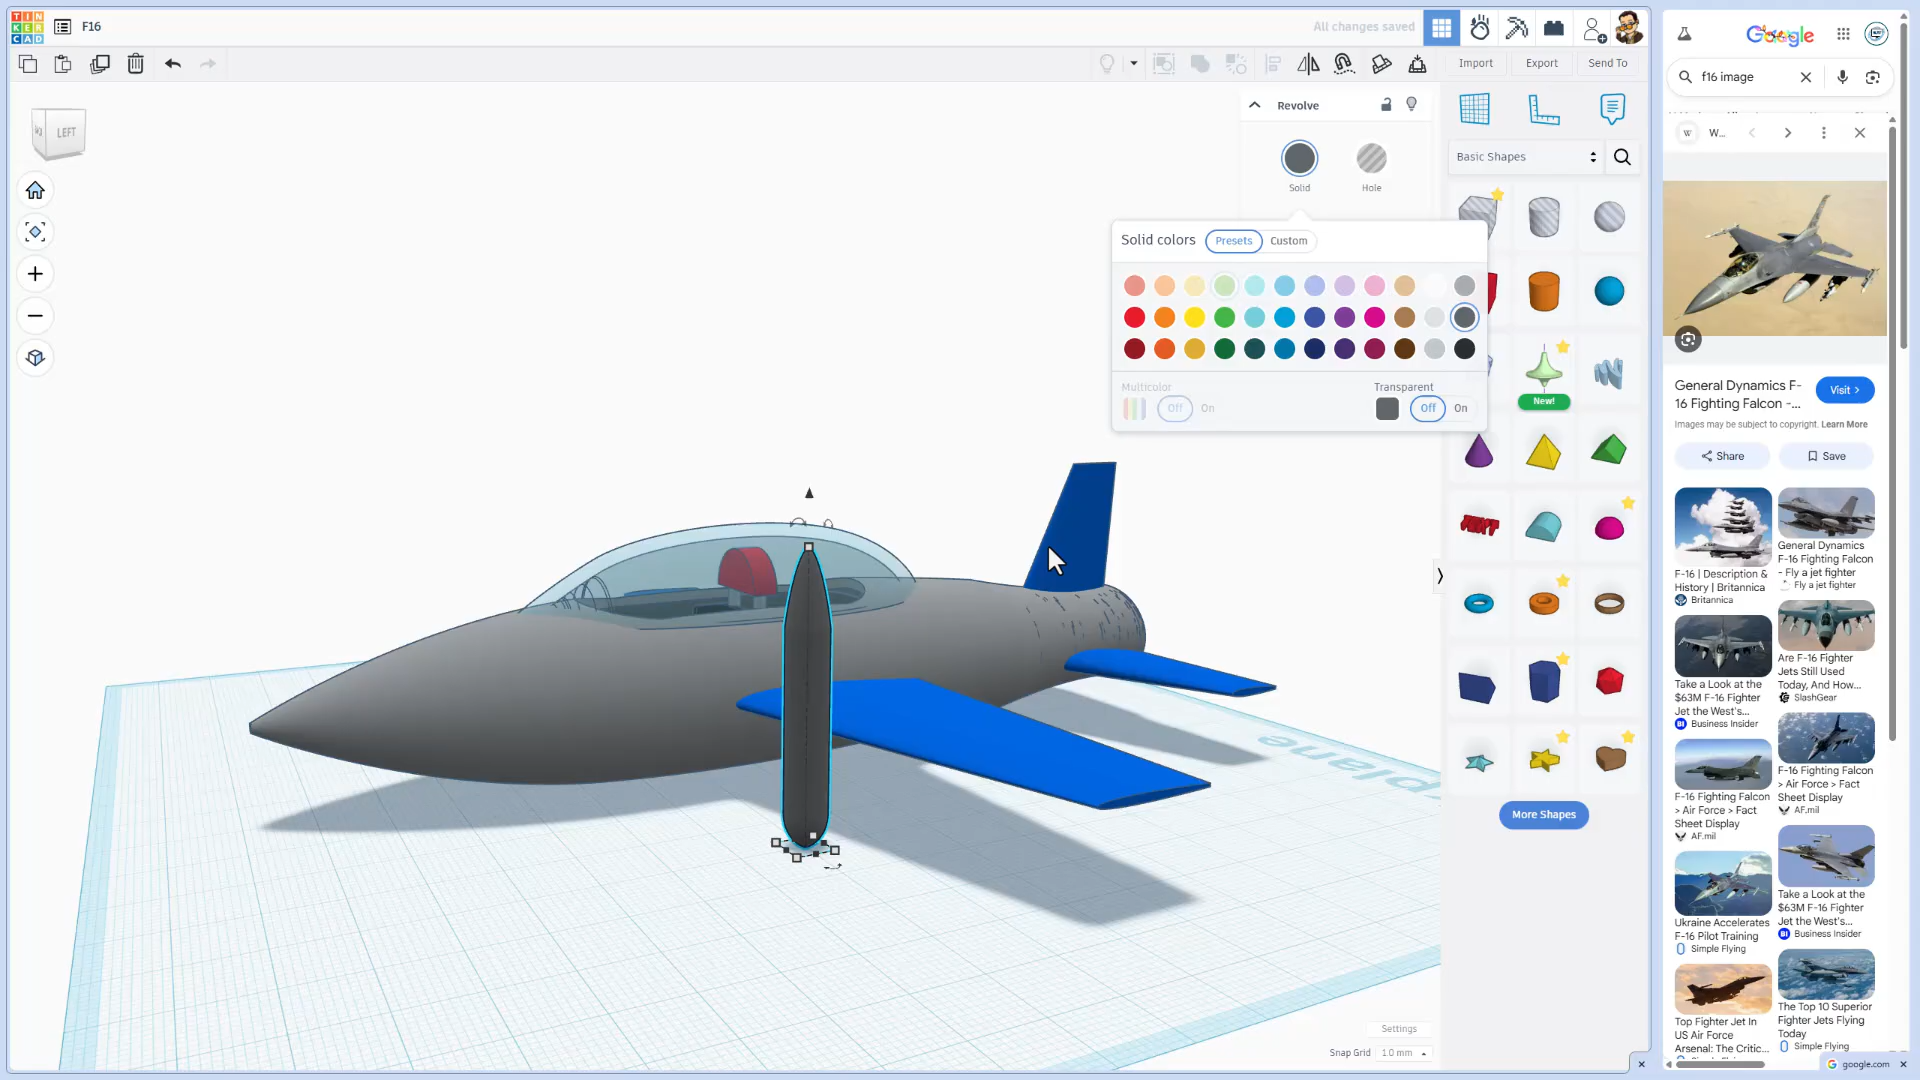 TIN
KER
CAD
F16
All changes saved
Import
Export
Send To
LEFT
Revolve
Solid
Hole
Basic Shapes
Solid colors
Presets
Custom
Multicolor
Off
On
Transparent
Off
On
New!
TEXT
More Shapes
plane
Settings
Snap Grid
1.0 mm
Google
f16 image
W
W...
General Dynamics F-
16 Fighting Falcon -...
Visit >
Images may be subject to copyright. Learn More
Share
Save
F-16 | Description &
History | Britannica
Britannica
General Dynamics
F-16 Fighting Falcon
- Fly a jet fighter
Fly a jet fighter
Take a Look at the
$63M F-16 Fighter
Jet the West's...
Business Insider
Are F-16 Fighter
Jets Still Used
Today, And How...
SlashGear
F-16 Fighting Falcon
> Air Force > Fact
Sheet Display
AF.mil
F-16 Fighting Falcon
> Air Force > Fact
Sheet Display
AF.mil
Ukraine Accelerates
F-16 Pilot Training
Simple Flying
Take a Look at the
$63M F-16 Fighter
Jet the West's...
Business Insider
Top Fighter Jet In
US Air Force
Arsenal: The Critic...
Simple Flying
The Top 10 Superior
Fighter Jets Flying
Today
Simple Flying
google.com